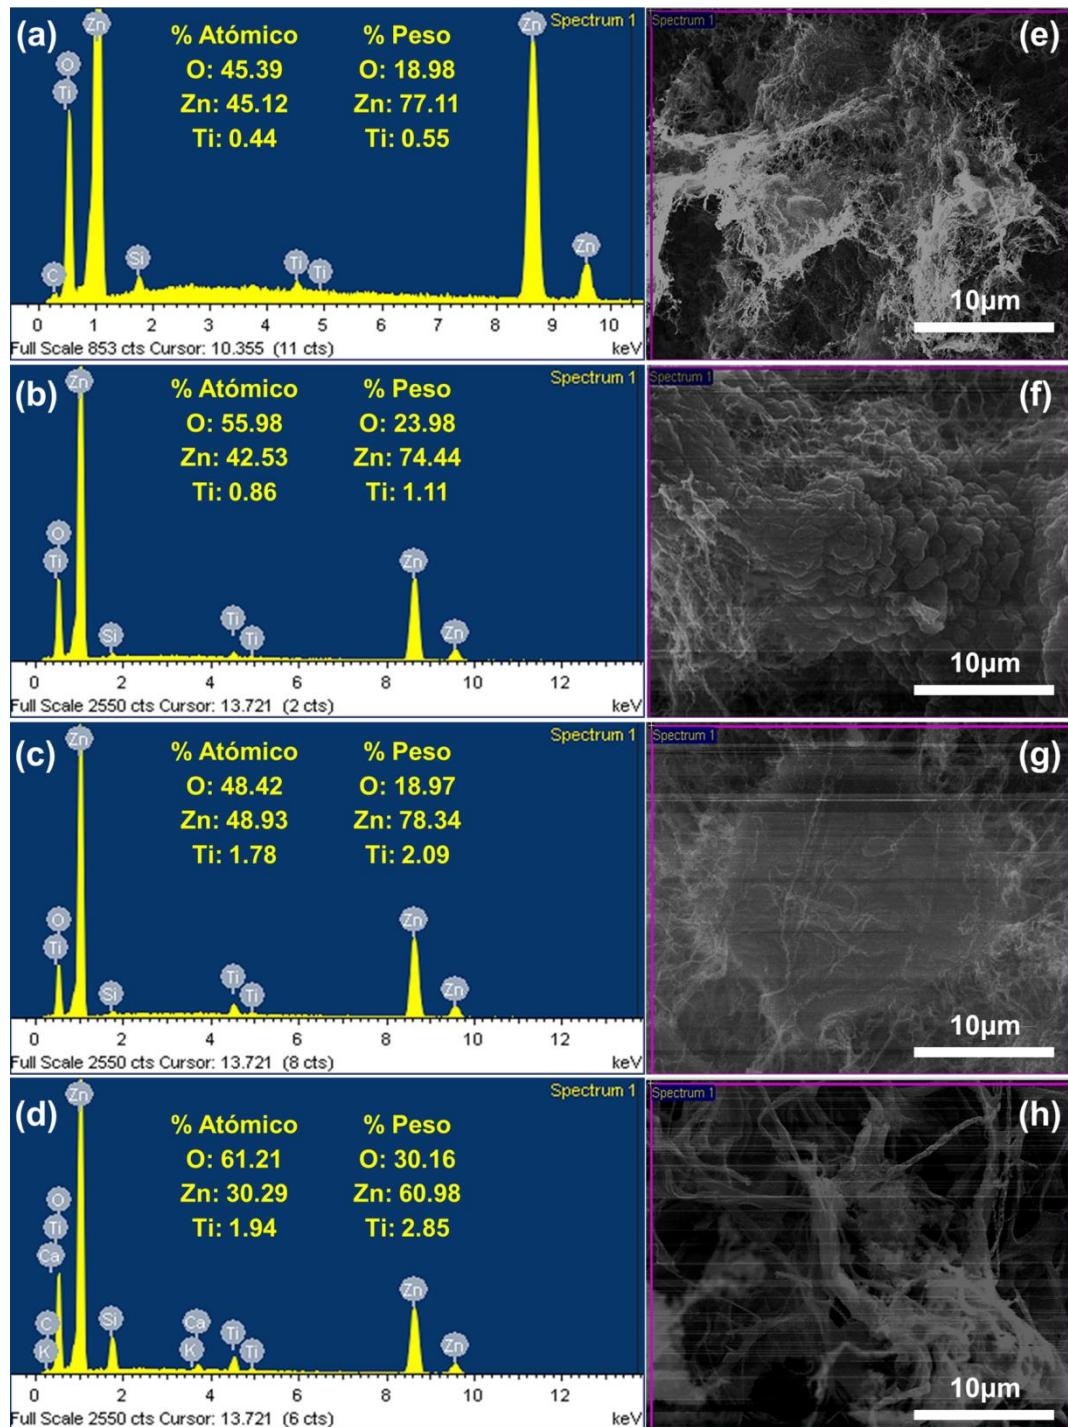 (a)
Spectrum 1
% Atómico % Peso
O: 45.39 O: 18.98
Zn: 45.12 Zn: 77.11
Ti: 0.44 Ti: 0.55
Zn
O
Ti
C
Si
Ti
Ti
Zn
Zn
0 1 2 3 4 5 6 7 8 9 10
Full Scale 853 cts Cursor: 10.355 (11 cts) keV
Spectrum 1
(e)
10µm
(b)
Spectrum 1
% Atómico % Peso
O: 55.98 O: 23.98
Zn: 42.53 Zn: 74.44
Ti: 0.86 Ti: 1.11
Zn
O
Ti
Si
Ti
Ti
Zn
Zn
0 2 4 6 8 10 12
Full Scale 2550 cts Cursor: 13.721 (2 cts) keV
Spectrum 1
(f)
10µm
(c)
Spectrum 1
% Atómico % Peso
O: 48.42 O: 18.97
Zn: 48.93 Zn: 78.34
Ti: 1.78 Ti: 2.09
Zn
O
Ti
Si
Ti
Ti
Zn
Zn
0 2 4 6 8 10 12
Full Scale 2550 cts Cursor: 13.721 (8 cts) keV
Spectrum 1
(g)
10µm
(d)
Spectrum 1
% Atómico % Peso
O: 61.21 O: 30.16
Zn: 30.29 Zn: 60.98
Ti: 1.94 Ti: 2.85
Zn
O
Ti
Ca
C
K
Si
Ca
K
Ti
Ti
Zn
Zn
0 2 4 6 8 10 12
Full Scale 2550 cts Cursor: 13.721 (6 cts) keV
Spectrum 1
(h)
10µm